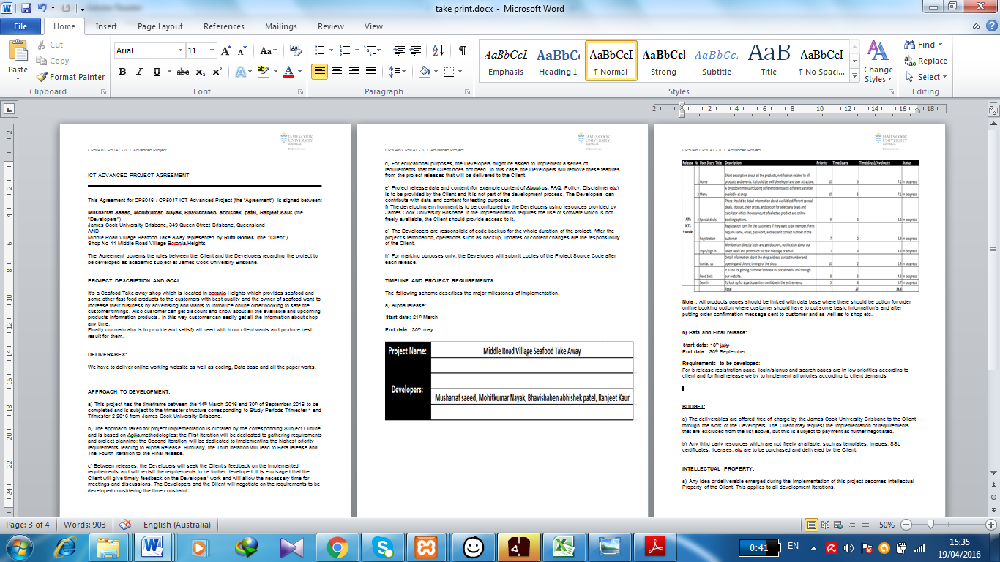 take print.docx - Microsoft Word
File Home Insert Page Layout References Mailings Review View
Paste
Cut
Copy
Format Painter
Clipboard
Arial 11
Font
Paragraph
AaBbCcI AaBbCc AaBbCcI AaBbCcI AaBbCcI AaB AaBbCcI
Emphasis Heading 1 ¶ Normal Strong Subtitle Title ¶ No Spaci...
Styles
Change Styles
Find
Replace
Select
Editing
JAMES COOK
UNIVERSITY
AUSTRALIA
Brisbane Campus
CP5046/CP5047 - ICT Advanced Project
ICT ADVANCED PROJECT AGREEMENT
This Agreement for CP5046 / CP5047 ICT Advanced Project (the "Agreement") is signed between:
Musharraf Saaed, Mohitkumar Nayak, Bhavishaben abhishek patel, Ranjeet Kaur (the
"Developers")
James Cook University Brisbane, 349 Queen Street Brisbane, Queensland
AND
Middle Road Village Seafood Take Away represented by Ruth Gomes (the "Client")
Shop No 11 Middle Road Village Boronia Heights
The Agreement governs the rules between the Client and the Developers regarding the project to
be developed as academic subject at James Cook University Brisbane.
PROJECT DESCRIPTION AND GOAL:
It's a Seafood Take away shop which is located in boronia Heights which provides seafood and
some other fast food products to the customers with best quality and the owner of seafood want to
increase their business by advertising and wants to introduce online order booking to safe the
customer timings. Also customer can get discount and know about all the available and upcoming
products information products. In this way customer can easily get all the information about shop
any time.
Finally our main aim is to provide and satisfy all need which our client wants and produce best
result for them.
DELIVERABES:
We have to deliver online working website as well as coding, Data base and all the paper works.
APPROACH TO DEVELOPMENT:
a) This project has the timeframe between the 14th March 2016 and 30th of September 2016 to be
completed and is subject to the trimester structure corresponding to Study Periods Trimester 1 and
Trimester 2 2016 from James Cook University Brisbane.
b) The approach taken for project implementation is dictated by the corresponding Subject Outline
and is based on Agile methodologies: the First Iteration will be dedicated to gathering requirements
and project planning; the Second Iteration will be dedicated to implementing the highest priority
requirements leading to Alpha Release. Similarly, the Third Iteration will lead to Beta release and
The Fourth Iteration to the Final release.
c) Between releases, the Developers will seek the Client's feedback on the implemented
requirements and will revisit the requirements to be further developed. It is envisaged that the
Client will give timely feedback on the Developers' work and will allow the necessary time for
meetings and discussions. The Developers and the Client will negotiate on the requirements to be
developed considering the time constraint.
JAMES COOK
UNIVERSITY
AUSTRALIA
Brisbane Campus
CP5046/CP5047 - ICT Advanced Project
d) For educational purposes, the Developers might be asked to implement a series of
requirements that the Client does not need. In this case, the Developers will remove these features
from the project releases that will be delivered to the Client.
e) Project release data and content (for example content of About us, FAQ, Policy, Disclaimer etc)
is to be provided by the Client and it is not part of the development process. The Developers can
contribute with data and content for testing purposes.
f) The developing environment is to be configured by the Developers using resources provided by
James Cook University Brisbane. If the implementation requires the use of software which is not
freely available, the Client should provide access to it.
g) The Developers are responsible of code backup for the whole duration of the project. After the
project's termination, operations such as backup, updates or content changes are the responsibility
of the Client.
h) For marking purposes only, the Developers will submit copies of the Project Source Code after
each release.
TIMELINE AND PROJECT REQUIREMENTS:
The following scheme describes the major milestones of implementation.
a) Alpha release:
Start date: 21th March
End date: 30th may
Project Name: Middle Road Village Seafood Take Away
Developers:
Musharraf saeed, Mohitkumar Nayak, Bhavishaben abhishek patel, Ranjeet Kaur
JAMES COOK
UNIVERSITY
AUSTRALIA
Brisbane Campus
CP5046/CP5047 - ICT Advanced Project
Release Nr User Story Title Description Priority Time (days Time(days)/%velocity Status
Short description about all the products, notification related to all
1 Home products and events. It should be well developed and user attractive. 10 5 7.1 in progress
A drop down menu including different items with different varieties
2 Menu available at shop. 10 5 7.1 in progress
There should be detail information about available different special
deals, product, their prices, and option for select any deals and
calculator which shows amount of selected product and online
Alfa
ICT1
5 weeks
3 Special deals booking options. 9 3 4.3 in progress
Registration form for the customers if they want to be member. Form
require name, email, password, address and contact number of the
Registration customer 7 2 2.9 in progress
Member can directly login and get discount, notification about our
Login/sign in latest deals and promotion via text message or email 7 3 4.3 in progress
Detail information about the shop address, contact number and
Contact us opening and closing timings of the shop. 10 2 2.9 in progress
It is use for getting customer's review via social media and through
Feed back our website. 6 3 4.3 in progress
Search To look up for a particular item available in the entire menu. 5 4 5.7 in progress
Total 27 38.6
Note : All products pages should be linked with data base where there should be option for order
online booking option where customer should have to put some basic information's and after
putting order confirmation message sent to customer and as well as to shop etc.
b) Beta and Final release:
Start date: 18th july
End date: 30th September
Requirements to be developed:
For b release registration page, login/signup and search pages are in low priorities according to
client and for final release we try to implement all priories according to client demands
BUDGET:
a) The deliverables are offered free of charge by the James Cook University Brisbane to the Client
through the work of the Developers. The Client may request the implementation of requirements
that are excluded from the list above, but this is subject to payment as further negotiated.
b) Any third party resources which are not freely available, such as templates, images, SSL
certificates, licenses, etc are to be purchased and delivered by the Client.
INTELLECTUAL PROPERTY:
a) Any idea or deliverable emerged during the implementation of this project becomes Intellectual
Property of the Client. This applies to all development iterations.
Page: 3 of 4 Words: 903 English (Australia) 50%
0:41 EN 15:35
19/04/2016